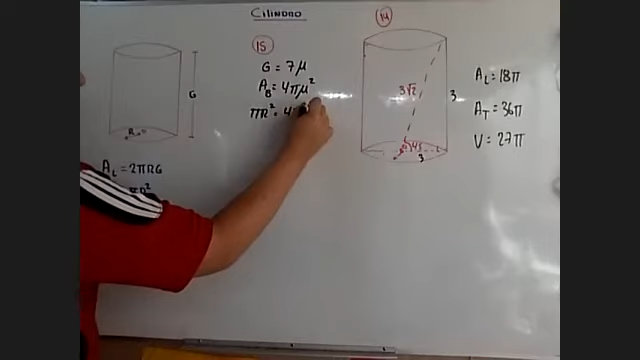 CILINDRO
R
G
A_L = 2πRG
πR²
15
G = 7μ
A_B = 4πμ²
πR² = 4
14
3√2
3
45
3
A_L = 18π
A_T = 36π
V = 27π